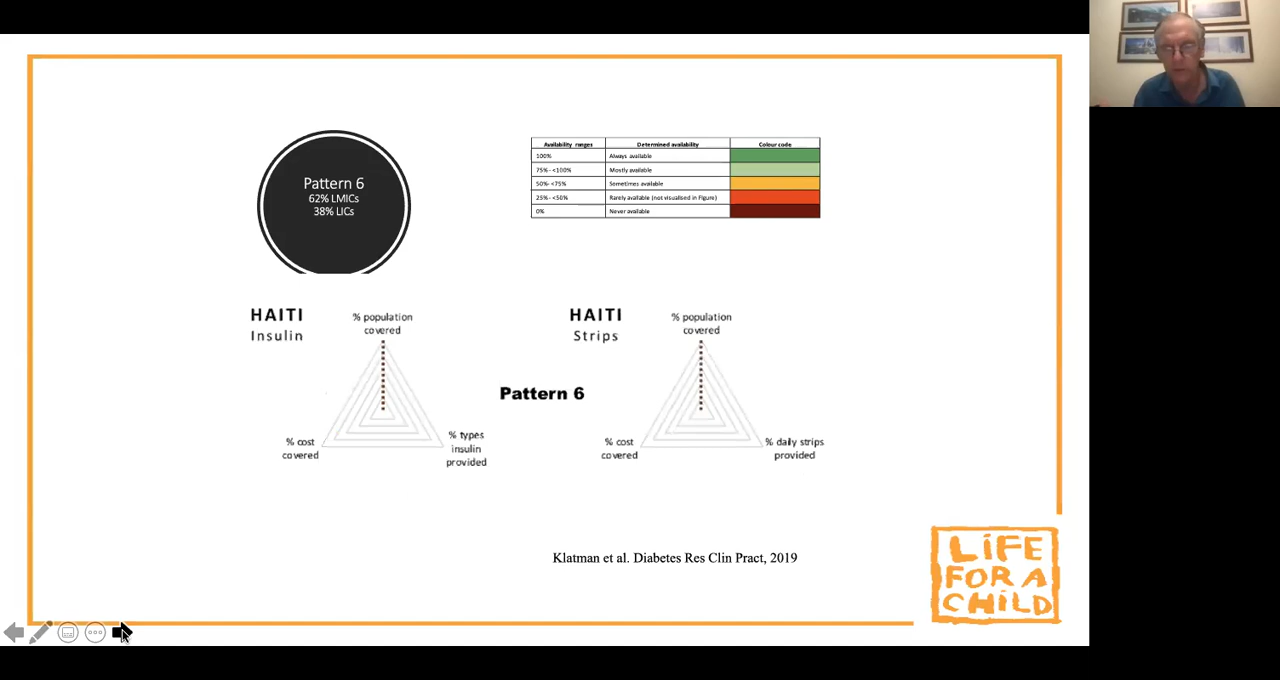 Pattern 6
62% LMICs
38% LICs
Availability ranges Determined availability Colour code
100% Always available
75%- <100% Mostly available
50%- <75% Sometimes available
25%- <50% Rarely available (not visualised in Figure)
0% Never available
HAITI
Insulin
% population
covered
% cost
covered
% types
insulin
provided
Pattern 6
HAITI
Strips
% population
covered
% cost
covered
% daily strips
provided
Klatman et al. Diabetes Res Clin Pract, 2019
LiFE
FOR A
CHiLD